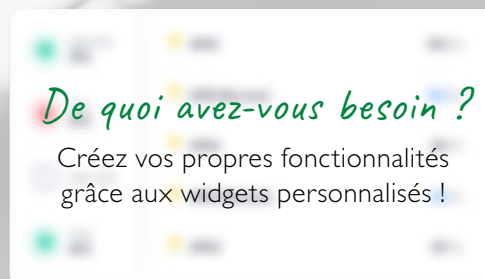 De quoi avez-vous besoin ?
Créez vos propres fonctionnalités
grâce aux widgets personnalisés !